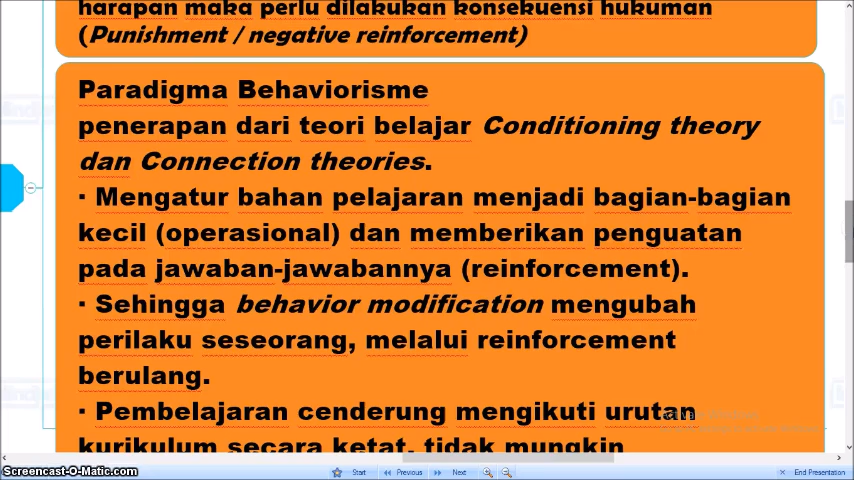 harapan maka perlu dilakukan konsekuensi hukuman
(Punishment / negative reinforcement)
Paradigma Behaviorisme
penerapan dari teori belajar Conditioning theory
dan Connection theories.
· Mengatur bahan pelajaran menjadi bagian-bagian
kecil (operasional) dan memberikan penguatan
pada jawaban-jawabannya (reinforcement).
· Sehingga behavior modification mengubah
perilaku seseorang, melalui reinforcement
berulang.
· Pembelajaran cenderung mengikuti urutan
kurikulum secara ketat, tidak mungkin
Screencast-O-Matic.com
Start
Previous
Next
End Presentation